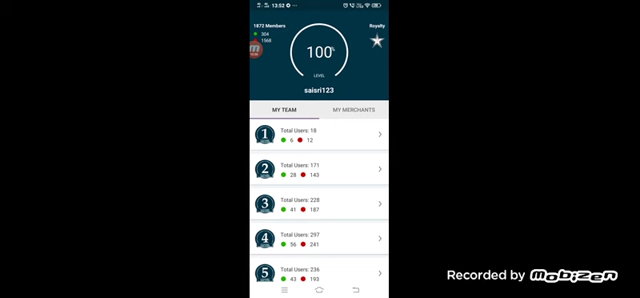 13:52
1872 Members
304
1568
Royalty
100%
LEVEL
saisri123
MY TEAM
MY MERCHANTS
1
Total Users: 18
6 12
2
Total Users: 171
28 143
3
Total Users: 228
41 187
4
Total Users: 297
56 241
5
Total Users: 236
43 193
Recorded by Mobizen